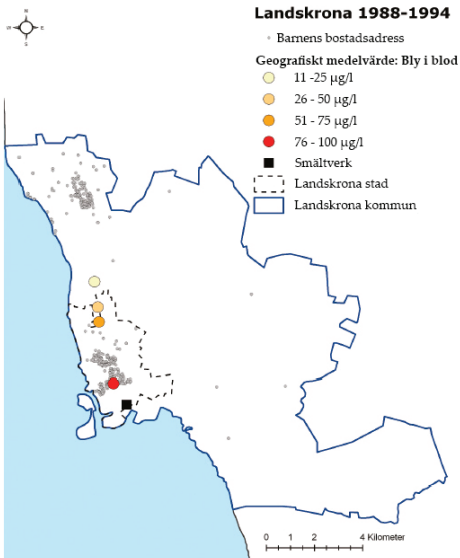 Landskrona 1988-1994
N
W E
S
Barnens bostadsadress
Geografiskt medelvärde: Bly i blod
11 -25 µg/l
26 - 50 µg/l
51 - 75 µg/l
76 - 100 µg/l
Smältverk
Landskrona stad
Landskrona kommun
0 1 2 4 Kilometer